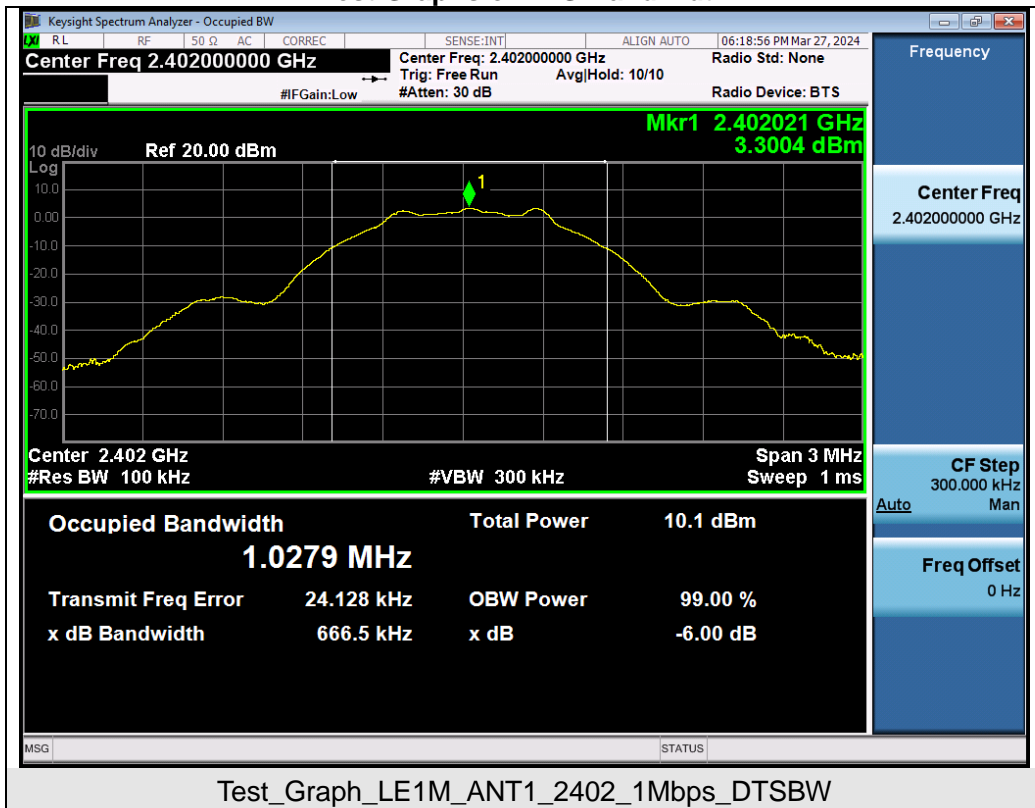 Keysight Spectrum Analyzer - Occupied BW
LXI RL RF 50 Ω AC CORREC SENSE:INT ALIGN AUTO 06:18:56 PM Mar 27, 2024
Center Freq 2.402000000 GHz
Center Freq: 2.402000000 GHz
Radio Std: None
Trig: Free Run Avg|Hold: 10/10
#IFGain:Low #Atten: 30 dB Radio Device: BTS
Frequency
Mkr1 2.402021 GHz
3.3004 dBm
10 dB/div Ref 20.00 dBm
Log
1
10.0
0.00
-10.0
-20.0
-30.0
-40.0
-50.0
-60.0
-70.0
Center 2.402 GHz Span 3 MHz
#Res BW 100 kHz #VBW 300 kHz Sweep 1 ms
Center Freq
2.402000000 GHz
CF Step
300.000 kHz
Auto Man
Freq Offset
0 Hz
Occupied Bandwidth Total Power 10.1 dBm
1.0279 MHz
Transmit Freq Error 24.128 kHz OBW Power 99.00 %
x dB Bandwidth 666.5 kHz x dB -6.00 dB
MSG STATUS
Test_Graph_LE1M_ANT1_2402_1Mbps_DTSBW